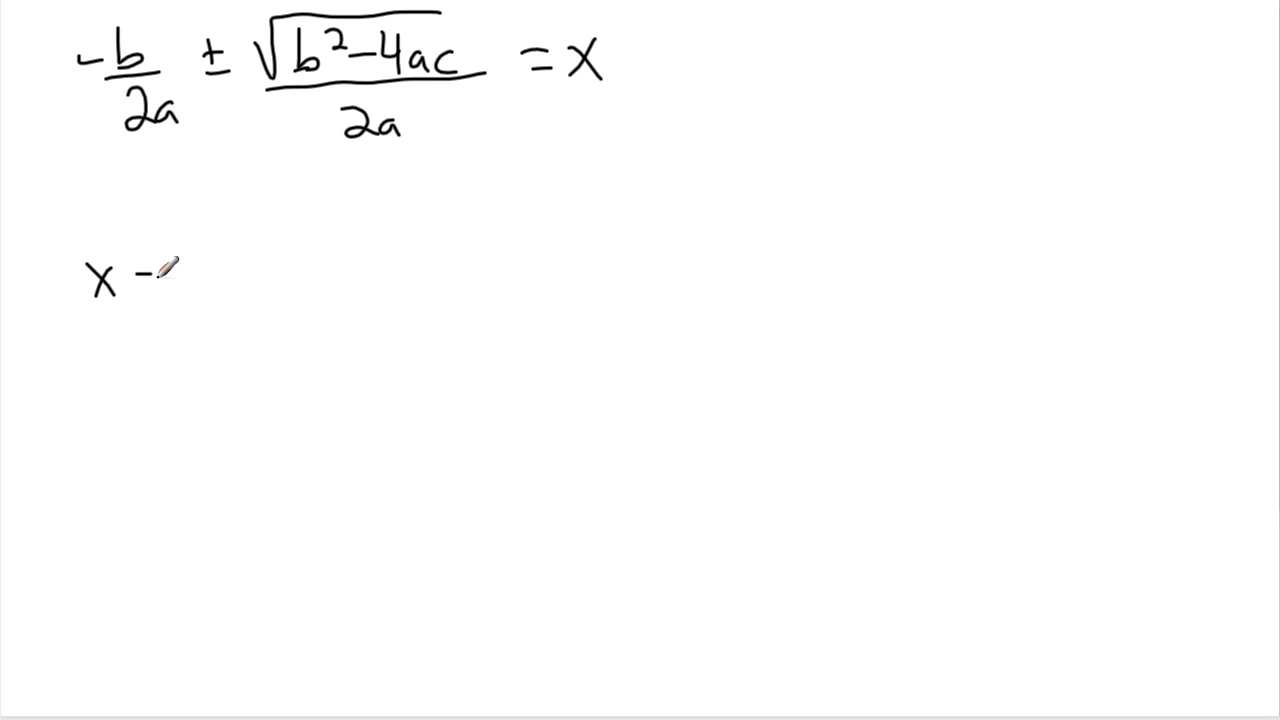 -b/2a ± √(b²-4ac)/2a = x
x -